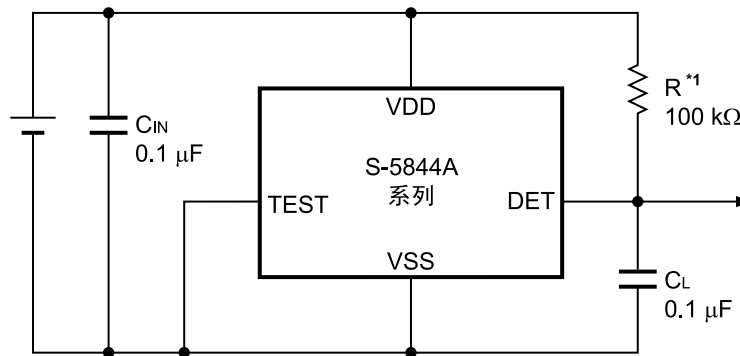 R *1
100 kΩ
CIN
0.1 μF
VDD
S-5844A
系列
TEST
DET
VSS
CL
0.1 μF